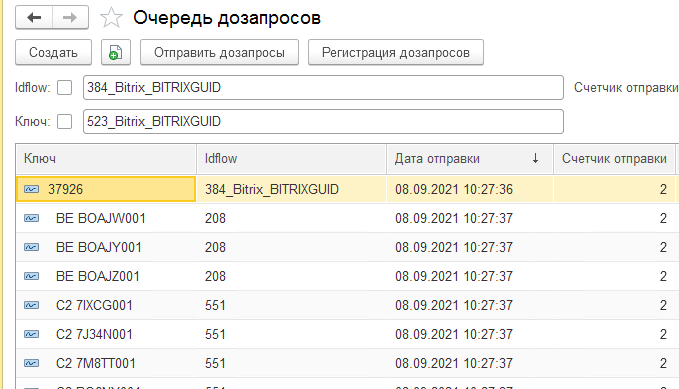 Очередь дозапросов
Создать Отправить дозапросы Регистрация дозапросов
Idflow: 384_Bitrix_BITRIXGUID Счетчик отправки
Ключ: 523_Bitrix_BITRIXGUID
Ключ Idflow Дата отправки ↓ Счетчик отправки
37926 384_Bitrix_BITRIXGUID 08.09.2021 10:27:36 2
BE BOAJW001 208 08.09.2021 10:27:37 2
BE BOAJY001 208 08.09.2021 10:27:37 2
BE BOAJZ001 208 08.09.2021 10:27:37 2
C2 7IXCG001 551 08.09.2021 10:27:37 2
C2 7J34N001 551 08.09.2021 10:27:37 2
C2 7M8TT001 551 08.09.2021 10:27:37 2